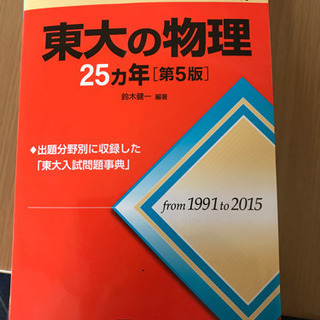 東大の物理
25ヵ年[第5版]
鈴木健一 編著
◆出題分野別に収録した
「東大入試問題事典」
from 1991 to 2015